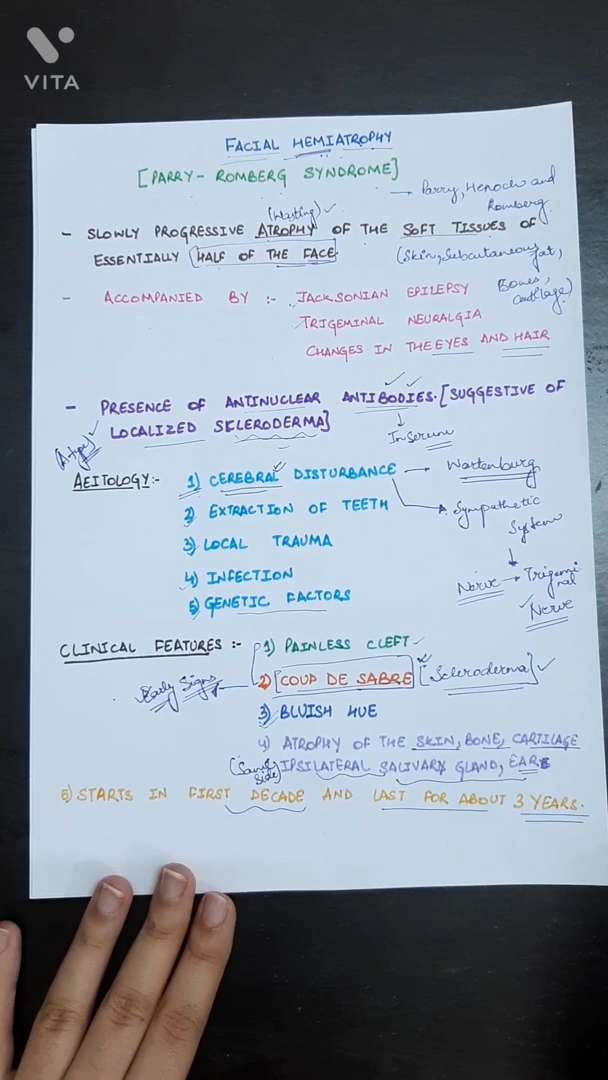 VITA
FACIAL HEMIATROPHY
[PARRY-ROMBERG SYNDROME]
→ Parry, Henoch and Romberg.
(Wasting)
- SLOWLY PROGRESSIVE ATROPHY OF THE SOFT TISSUES OF
ESSENTIALLY HALF OF THE FACE.
(Skin, Subcutaneous fat,
Bones, cartilage)
- ACCOMPANIED BY :- JACKSONIAN EPILEPSY
TRIGEMINAL NEURALGIA
CHANGES IN THE EYES AND HAIR
- PRESENCE OF ANTINUCLEAR ANTIBODIES. [SUGGESTIVE OF
LOCALIZED SCLERODERMA]
(A type)
In Serum
AEITOLOGY:- 1) CEREBRAL DISTURBANCE → Wartenburg
2) EXTRACTION OF TEETH
Sympathetic System
3) LOCAL TRAUMA
4) INFECTION
Nerve → Trigeminal Nerve
5) GENETIC FACTORS
CLINICAL FEATURES :- 1) PAINLESS CLEFT
Early Signs
2) [COUP DE SABRE] [Scleroderma]
3) BLUISH HUE
4) ATROPHY OF THE SKIN, BONE, CARTILAGE
(Same side) IPSILATERAL SALIVARY GLAND, EARS
5) STARTS IN FIRST DECADE AND LAST FOR ABOUT 3 YEARS.